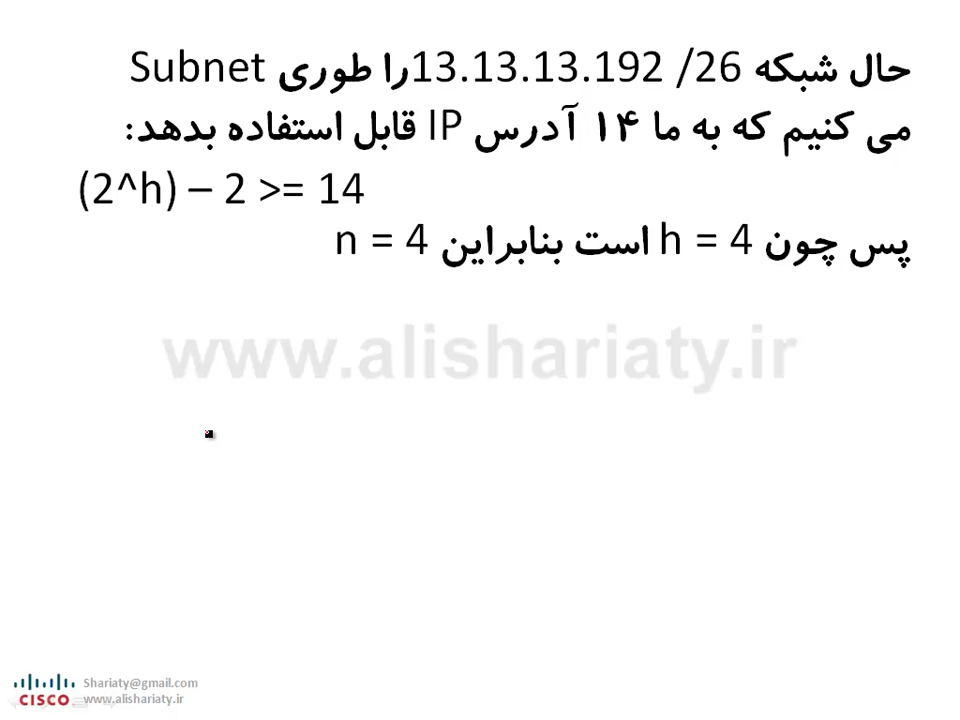 حال شبکه 13.13.13.192 /26را طوری Subnet
می کنیم که به ما ۱۴ آدرس IP قابل استفاده بدهد:
(2^h) – 2 >= 14
پس چون h = 4 است بنابراین n = 4
www.alishariaty.ir
Shariaty@gmail.com
CISCO www.alishariaty.ir